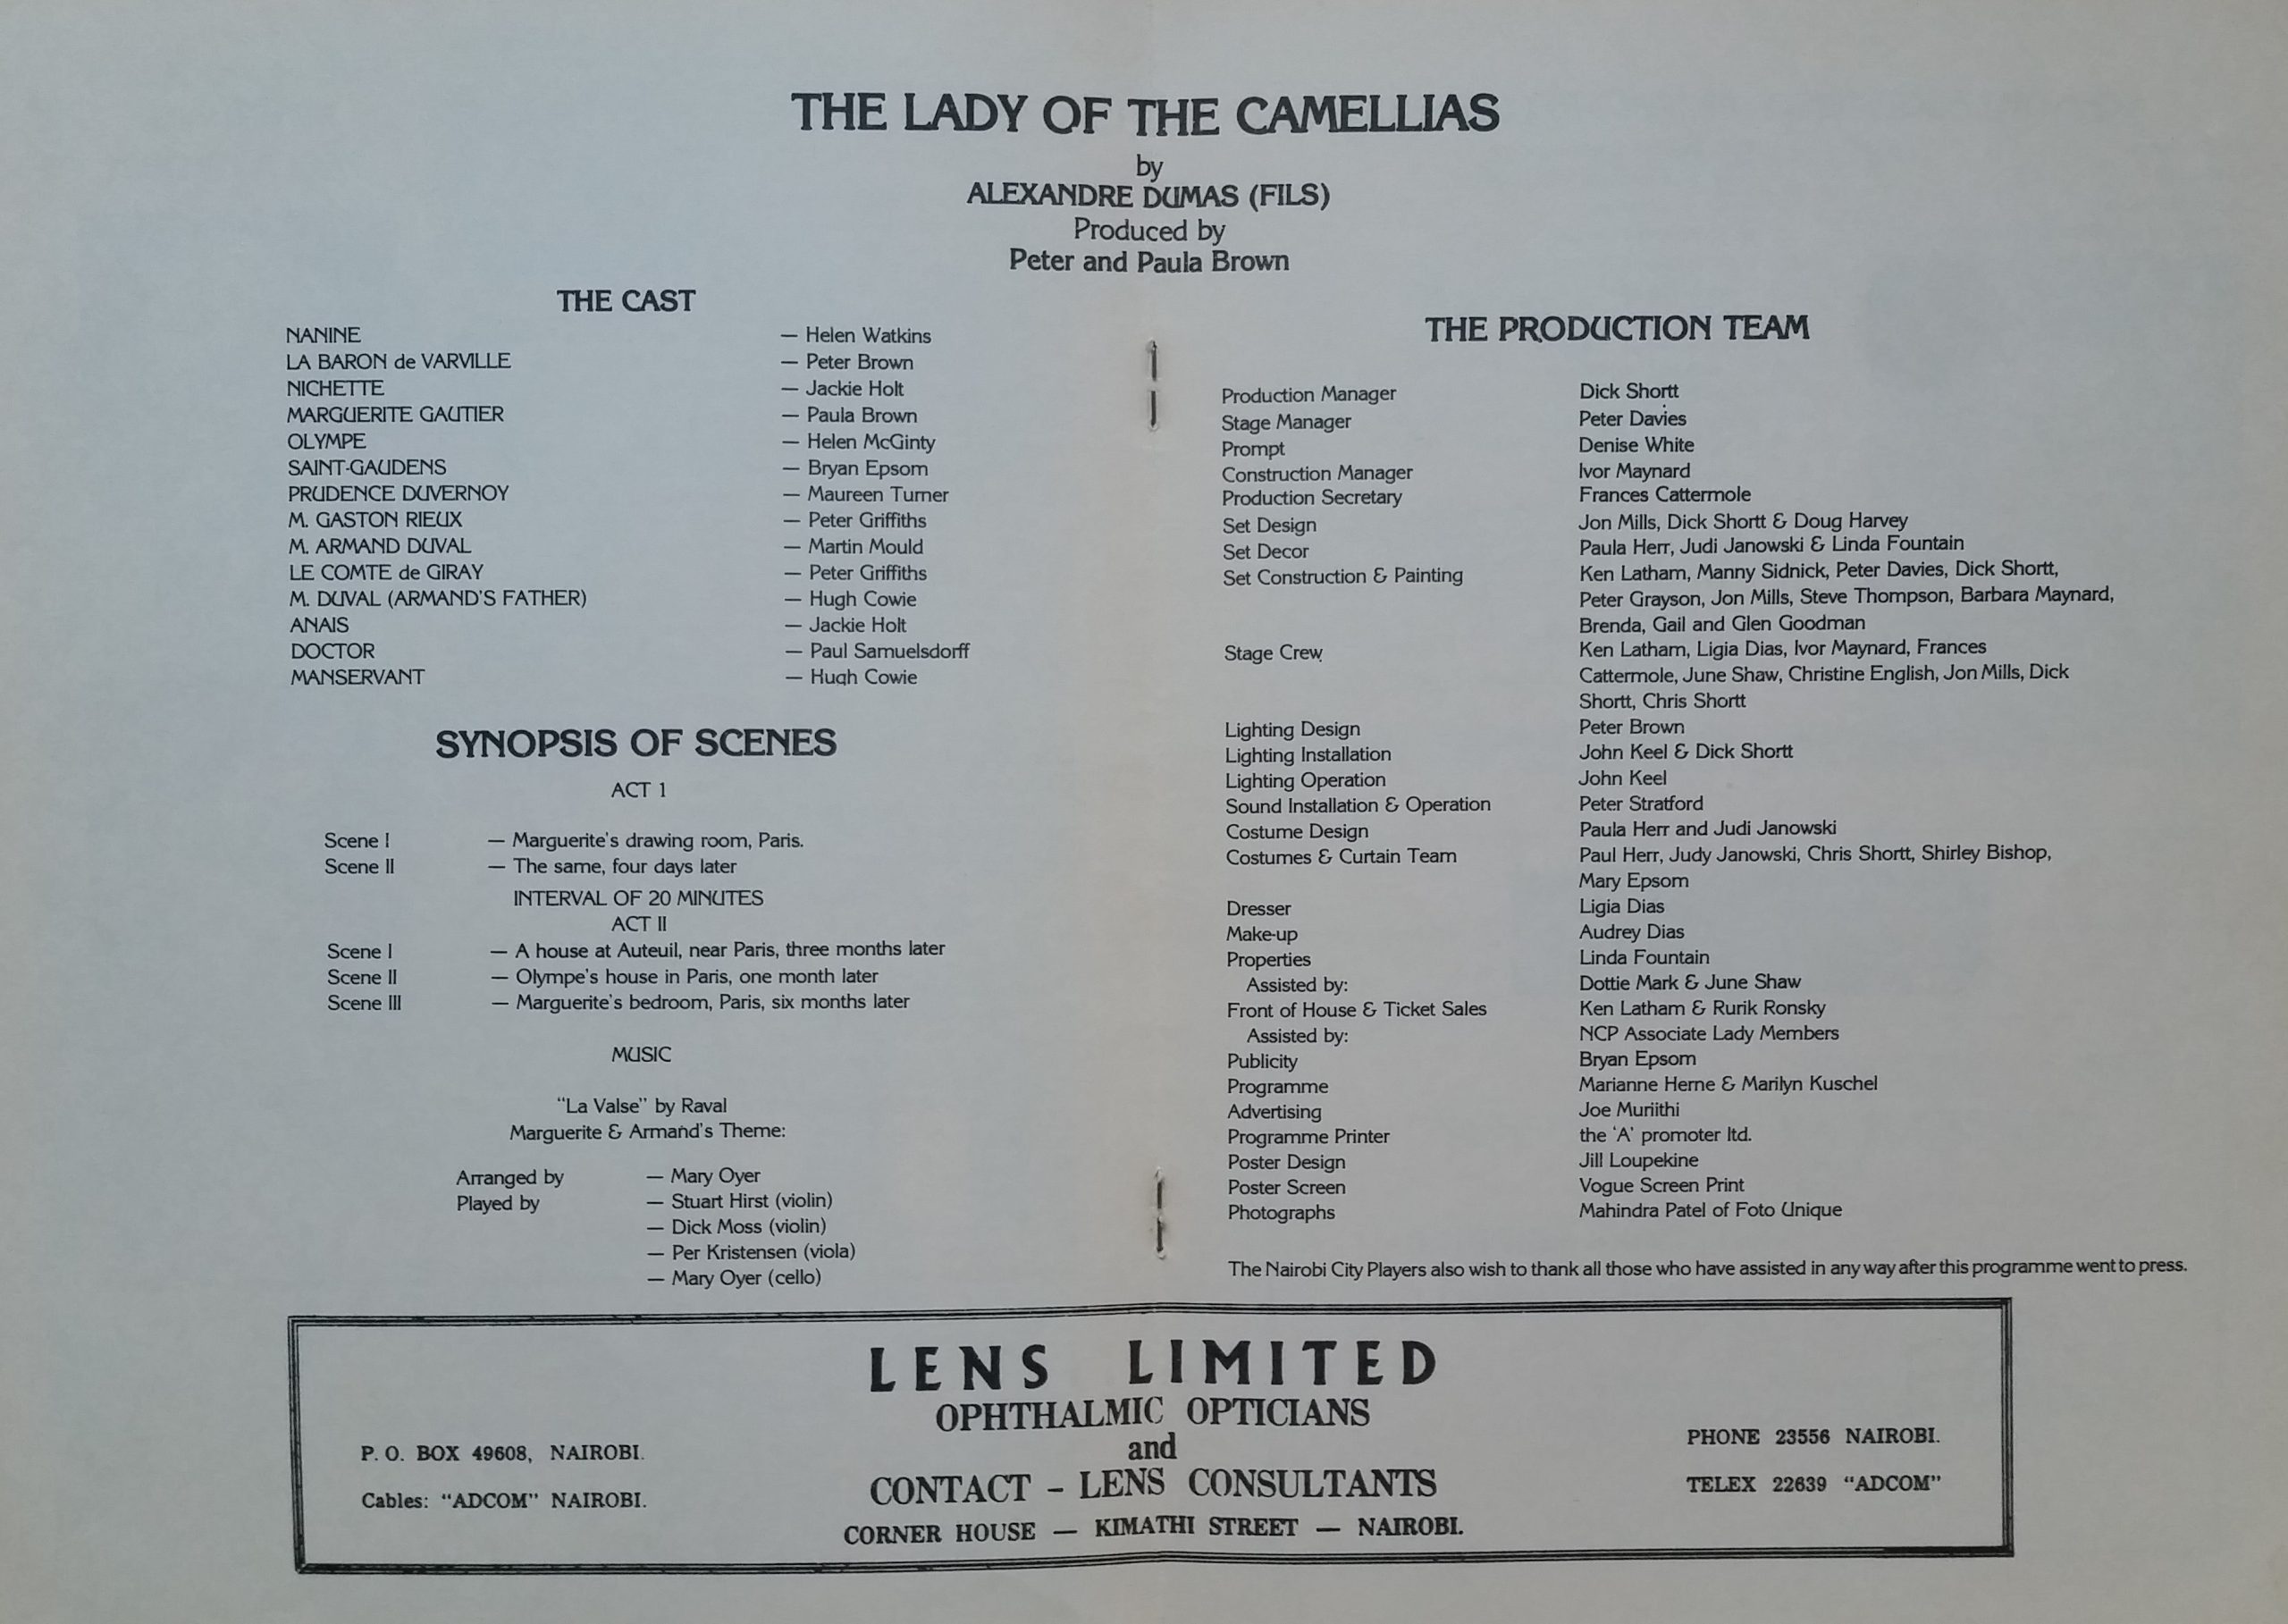 THE LADY OF THE CAMELLIAS
by
ALEXANDRE DUMAS (FILS)
Produced by
Peter and Paula Brown
THE CAST
NANINE — Helen Watkins
LA BARON de VARVILLE — Peter Brown
NICHETTE — Jackie Holt
MARGUERITE GAUTIER — Paula Brown
OLYMPE — Helen McGinty
SAINT-GAUDENS — Bryan Epsom
PRUDENCE DUVERNOY — Maureen Turner
M. GASTON RIEUX — Peter Griffiths
M. ARMAND DUVAL — Martin Mould
LE COMTE de GIRAY — Peter Griffiths
M. DUVAL (ARMAND'S FATHER) — Hugh Cowie
ANAIS — Jackie Holt
DOCTOR — Paul Samuelsdorff
MANSERVANT — Hugh Cowie
SYNOPSIS OF SCENES
ACT 1
Scene I — Marguerite's drawing room, Paris.
Scene II — The same, four days later
INTERVAL OF 20 MINUTES
ACT II
Scene I — A house at Auteuil, near Paris, three months later
Scene II — Olympe's house in Paris, one month later
Scene III — Marguerite's bedroom, Paris, six months later
MUSIC
"La Valse" by Raval
Marguerite & Armand's Theme:
Arranged by — Mary Oyer
Played by — Stuart Hirst (violin)
— Dick Moss (violin)
— Per Kristensen (viola)
— Mary Oyer (cello)
THE PRODUCTION TEAM
Production Manager Dick Shortt
Stage Manager Peter Davies
Prompt Denise White
Construction Manager Ivor Maynard
Production Secretary Frances Cattermole
Set Design Jon Mills, Dick Shortt & Doug Harvey
Set Decor Paula Herr, Judi Janowski & Linda Fountain
Set Construction & Painting Ken Latham, Manny Sidnick, Peter Davies, Dick Shortt,
Peter Grayson, Jon Mills, Steve Thompson, Barbara Maynard,
Brenda, Gail and Glen Goodman
Stage Crew Ken Latham, Ligia Dias, Ivor Maynard, Frances
Cattermole, June Shaw, Christine English, Jon Mills, Dick
Shortt, Chris Shortt
Lighting Design Peter Brown
Lighting Installation John Keel & Dick Shortt
Lighting Operation John Keel
Sound Installation & Operation Peter Stratford
Costume Design Paula Herr and Judi Janowski
Costumes & Curtain Team Paul Herr, Judy Janowski, Chris Shortt, Shirley Bishop,
Mary Epsom
Dresser Ligia Dias
Make-up Audrey Dias
Properties Linda Fountain
Assisted by: Dottie Mark & June Shaw
Front of House & Ticket Sales Ken Latham & Rurik Ronsky
Assisted by: NCP Associate Lady Members
Publicity Bryan Epsom
Programme Marianne Herne & Marilyn Kuschel
Advertising Joe Muriithi
Programme Printer the 'A' promoter ltd.
Poster Design Jill Loupekine
Poster Screen Vogue Screen Print
Photographs Mahindra Patel of Foto Unique
The Nairobi City Players also wish to thank all those who have assisted in any way after this programme went to press.
LENS LIMITED
OPHTHALMIC OPTICIANS
and
CONTACT - LENS CONSULTANTS
CORNER HOUSE — KIMATHI STREET — NAIROBI.
P. O. BOX 49608, NAIROBI.
Cables: "ADCOM" NAIROBI.
PHONE 23556 NAIROBI.
TELEX 22639 "ADCOM"